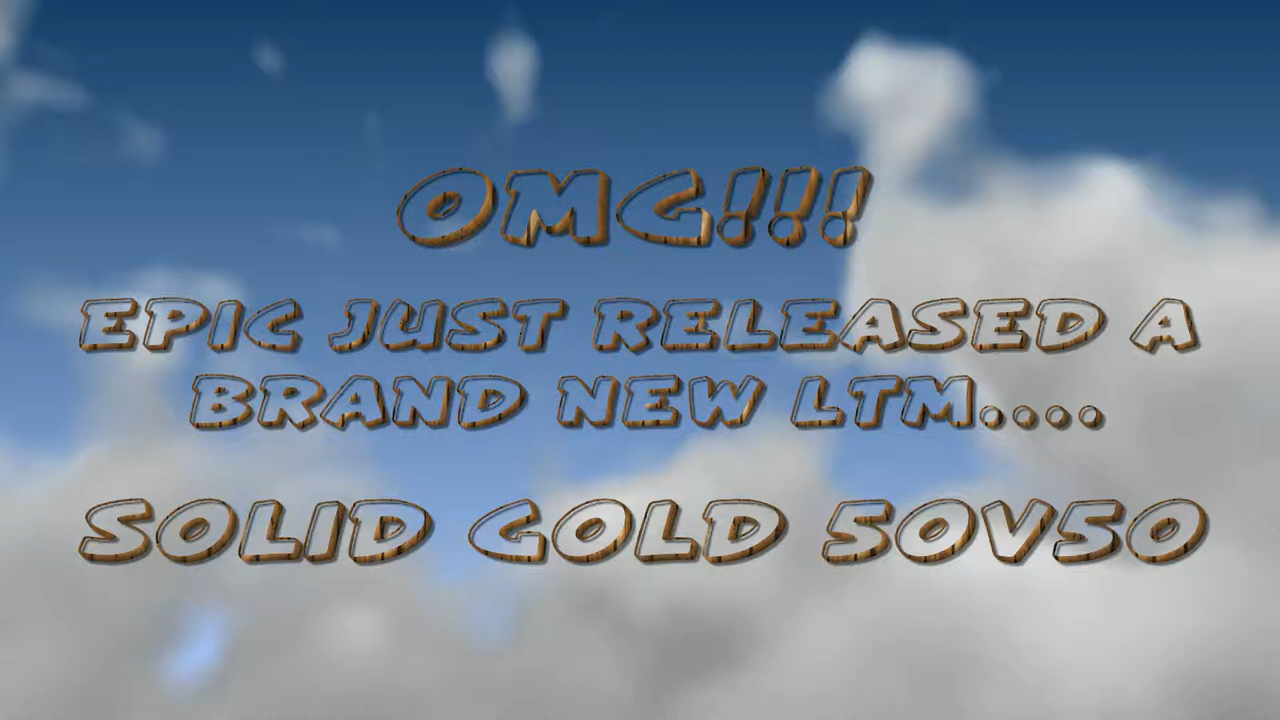 OMG!!!
EPIC JUST RELEASED A
BRAND NEW LTM....
SOLID GOLD 50V50